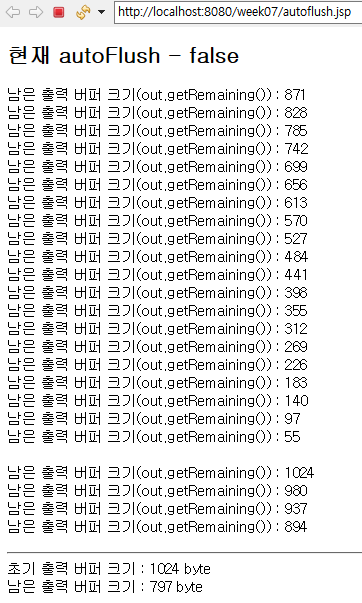 http://localhost:8080/week07/autoflush.jsp
현재 autoFlush - false
남은 출력 버퍼 크기(out.getRemaining()) : 871
남은 출력 버퍼 크기(out.getRemaining()) : 828
남은 출력 버퍼 크기(out.getRemaining()) : 785
남은 출력 버퍼 크기(out.getRemaining()) : 742
남은 출력 버퍼 크기(out.getRemaining()) : 699
남은 출력 버퍼 크기(out.getRemaining()) : 656
남은 출력 버퍼 크기(out.getRemaining()) : 613
남은 출력 버퍼 크기(out.getRemaining()) : 570
남은 출력 버퍼 크기(out.getRemaining()) : 527
남은 출력 버퍼 크기(out.getRemaining()) : 484
남은 출력 버퍼 크기(out.getRemaining()) : 441
남은 출력 버퍼 크기(out.getRemaining()) : 398
남은 출력 버퍼 크기(out.getRemaining()) : 355
남은 출력 버퍼 크기(out.getRemaining()) : 312
남은 출력 버퍼 크기(out.getRemaining()) : 269
남은 출력 버퍼 크기(out.getRemaining()) : 226
남은 출력 버퍼 크기(out.getRemaining()) : 183
남은 출력 버퍼 크기(out.getRemaining()) : 140
남은 출력 버퍼 크기(out.getRemaining()) : 97
남은 출력 버퍼 크기(out.getRemaining()) : 55
남은 출력 버퍼 크기(out.getRemaining()) : 1024
남은 출력 버퍼 크기(out.getRemaining()) : 980
남은 출력 버퍼 크기(out.getRemaining()) : 937
남은 출력 버퍼 크기(out.getRemaining()) : 894
초기 출력 버퍼 크기 : 1024 byte
남은 출력 버퍼 크기 : 797 byte